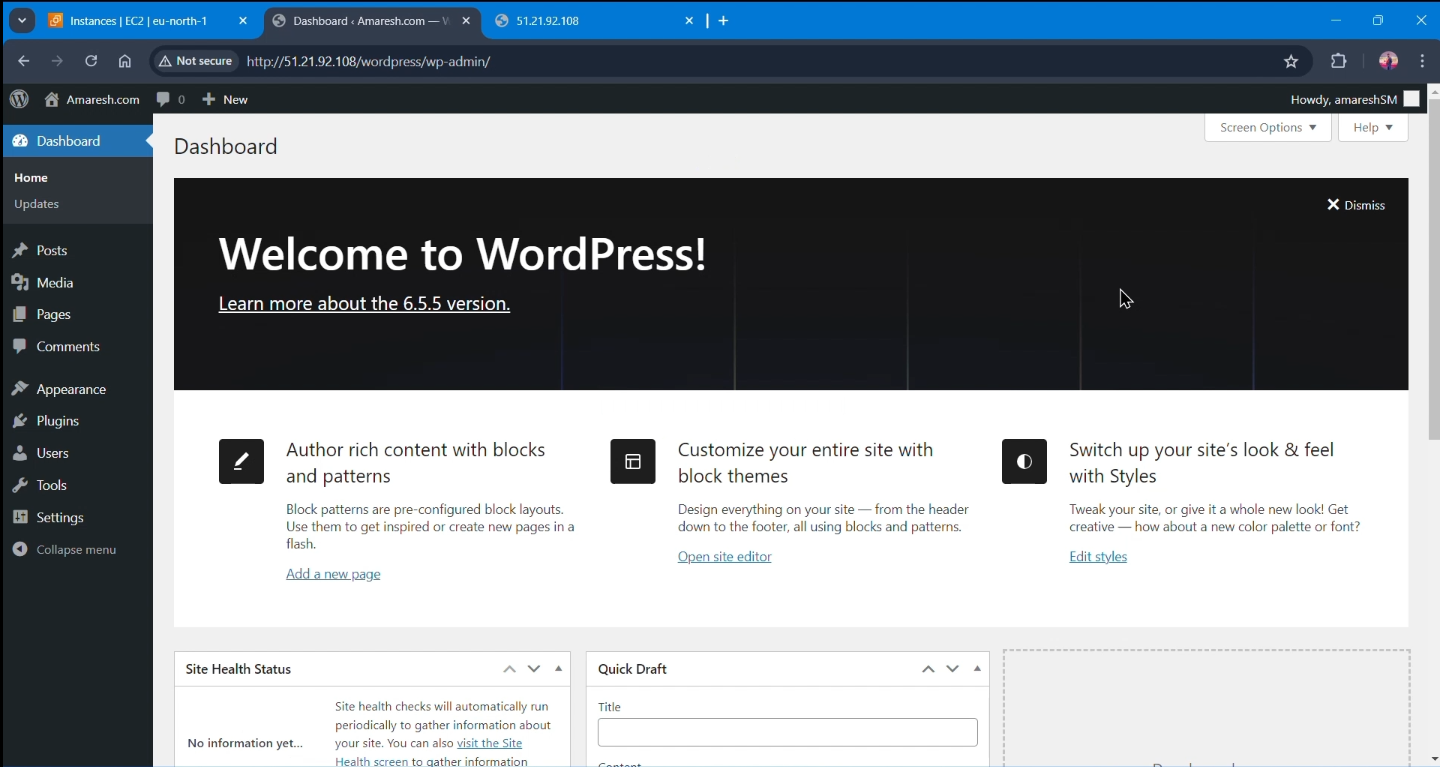 Instances | EC2 | eu-north-1
Dashboard ‹ Amaresh.com —
51.21.92.108
Not secure
http://51.21.92.108/wordpress/wp-admin/
Amaresh.com
0
New
Howdy, amareshSM
Dashboard
Home
Updates
Posts
Media
Pages
Comments
Appearance
Plugins
Users
Tools
Settings
Collapse menu
Dashboard
Screen Options ▼
Help ▼
Dismiss
Welcome to WordPress!
Learn more about the 6.5.5 version.
Author rich content with blocks
and patterns
Block patterns are pre-configured block layouts.
Use them to get inspired or create new pages in a
flash.
Add a new page
Customize your entire site with
block themes
Design everything on your site — from the header
down to the footer, all using blocks and patterns.
Open site editor
Switch up your site's look & feel
with Styles
Tweak your site, or give it a whole new look! Get
creative — how about a new color palette or font?
Edit styles
Site Health Status
No information yet...
Site health checks will automatically run
periodically to gather information about
your site. You can also visit the Site
Health screen to gather information
Quick Draft
Title
Content